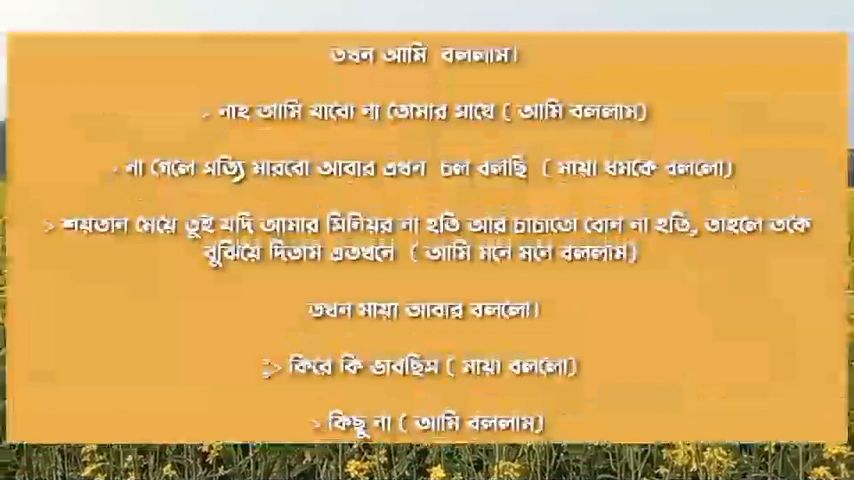 তখন আমি বললাম।
> নাহ আমি যাবো না তোমার সাথে ( আমি বললাম)
- না গেলে সত্যি মারবো আবার এখন চল বলছি ( মায়া ধমকে বললো)
> শয়তান মেয়ে তুই যদি আমার সিনিয়র না হতি আর চাচাতো বোন না হতি, তাহলে তকে
বুঝিয়ে দিতাম এতখনে ( আমি মনে মনে বললাম)
তখন মায়া আবার বললো।
> কিরে কি ভাবছিস ( মায়া বললো)
> কিছু না ( আমি বললাম)